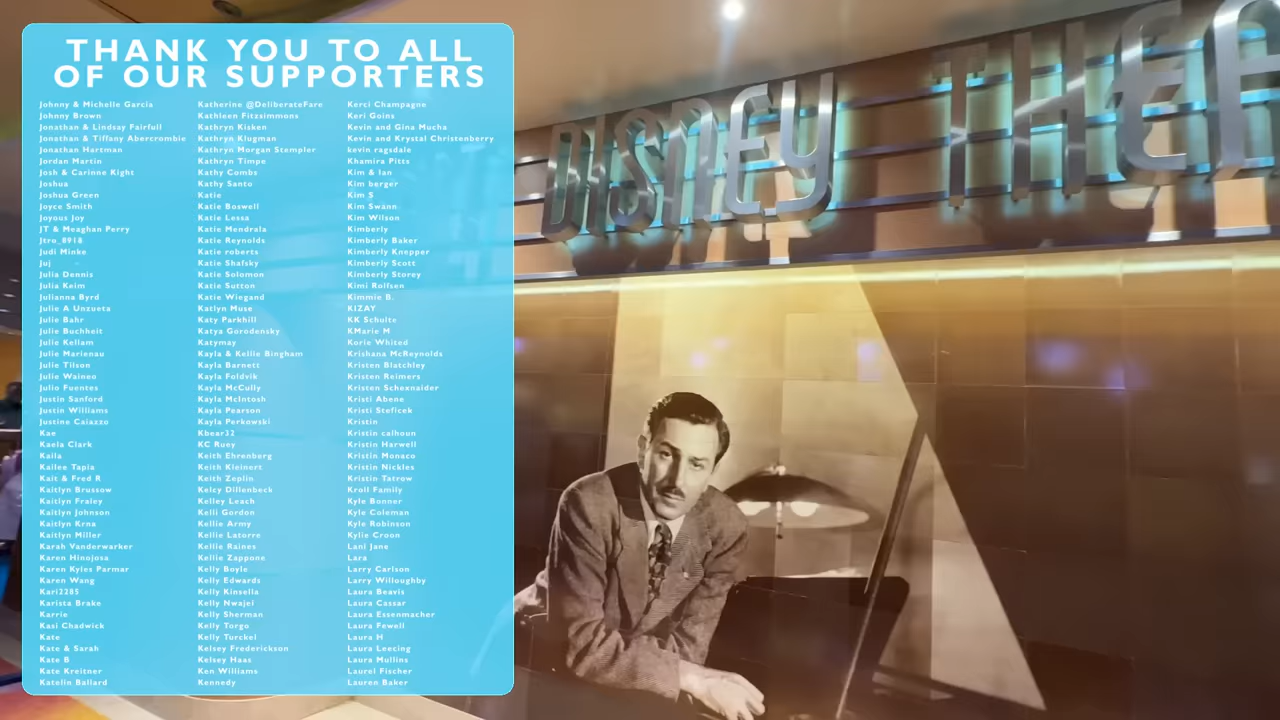 THANK YOU TO ALL
OF OUR SUPPORTERS
Johnny & Micholle Garcia
Johnny Brown
Jonathan & Lindsay Fairfull
Jonathan & Tiffany Abercrombie
Jonathan Hartman
Jordan Martin
Josh & Corinne Kight
Joshua
Joshua Green
Joyce Smith
Joyous Joy
JT & Meaghan Perry
Jtro_8918
Judi Minke
Juj
Julia Dennis
Julia Keim
Julianna Byrd
Julie A Unzueta
Julie Bahr
Julie Buchheit
Julie Kellam
Julie Marienau
Julie Tilson
Julie Waineo
Julio Fuentes
Justin Sanford
Justin Williams
Justine Caiazzo
Kae
Kaela Clark
Kaila
Kailee Tapia
Kait & Fred R
Kaitlyn Brussow
Kaitlyn Fraley
Kaitlyn Johnson
Kaitlyn Krna
Kaitlyn Miller
Karah Vanderwarker
Karen Hinojosa
Karen Kyles Parmar
Karen Wang
Kari2285
Karista Brake
Karrie
Kasi Chadwick
Kate
Kate & Sarah
Kate B
Kate Kreitner
Katelin Ballard
Katherine @DeliberateFare
Kathleen Fitzsimmons
Kathryn Kisken
Kathryn Klugman
Kathryn Morgan Stempler
Kathryn Timpe
Kathy Combs
Kathy Santo
Katie
Katie Boswell
Katie Lessa
Katie Mendrala
Katie Reynolds
Katie roberts
Katie Shafsky
Katie Solomon
Katie Sutton
Katie Wiegand
Katlyn Muse
Katy Parkhill
Katya Gorodensky
Katymay
Kayla & Kellie Bingham
Kayla Barnett
Kayla Foldvik
Kayla McCully
Kayla McIntosh
Kayla Pearson
Kayla Perkowski
Kbear32
KC Ruey
Keith Ehrenberg
Keith Kleinert
Keith Zeplin
Kelcy Dillenbeck
Kelley Leach
Kelli Gordon
Kellie Army
Kellie Latorre
Kellie Raines
Kellie Zappone
Kelly Boyle
Kelly Edwards
Kelly Kinsella
Kelly Nwajei
Kelly Sherman
Kelly Torgo
Kelly Turckel
Kelsey Frederickson
Kelsey Haas
Ken Williams
Kennedy
Kerci Champagne
Keri Goins
Kevin and Gina Mucha
Kevin and Krystal Christenberry
kevin ragsdale
Khamira Pitts
Kim & Ian
Kim berger
Kim S
Kim Swann
Kim Wilson
Kimberly
Kimberly Baker
Kimberly Knepper
Kimberly Scott
Kimberly Storey
Kimi Rolfsen
Kimmie B.
KIZAY
KK Schulte
KMarie M
Korie Whited
Krishana McReynolds
Kristen Blatchley
Kristen Reimers
Kristen Schexnaider
Kristi Abene
Kristi Steficek
Kristin
Kristin calhoun
Kristin Harwell
Kristin Monaco
Kristin Nickles
Kristin Tatrow
Kroll Family
Kyle Bonner
Kyle Coleman
Kyle Robinson
Kylie Croon
Lani Jane
Lara
Larry Carlson
Larry Willoughby
Laura Beavis
Laura Cassar
Laura Essenmacher
Laura Fewell
Laura H
Laura Leecing
Laura Mullins
Laurel Fischer
Lauren Baker
DISNEY THEA